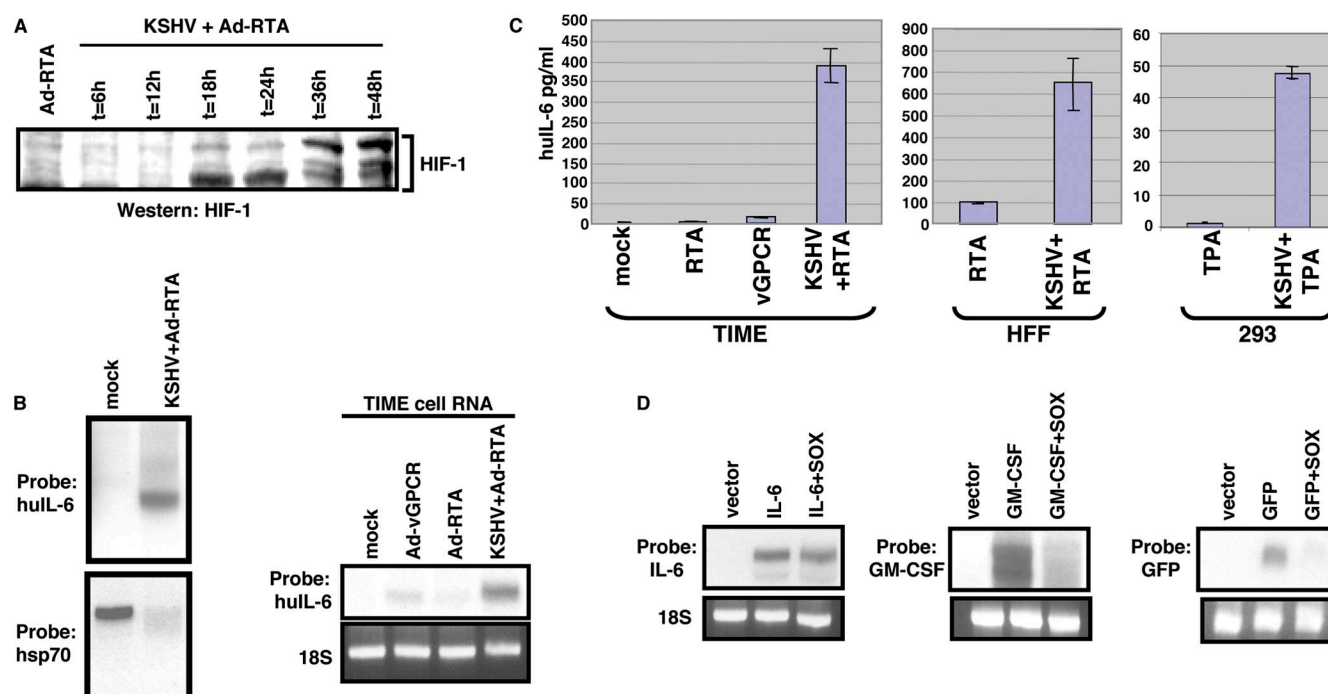 A
KSHV + Ad-RTA
Ad-RTA
t=6h
t=12h
t=18h
t=24h
t=36h
t=48h
HIF-1
Western: HIF-1
B
mock
KSHV+Ad-RTA
Probe:
huIL-6
Probe:
hsp70
TIME cell RNA
mock
Ad-vGPCR
Ad-RTA
KSHV+Ad-RTA
Probe:
huIL-6
18S
C
huIL-6 pg/ml
500
450
400
350
300
250
200
150
100
50
0
mock
RTA
vGPCR
KSHV
+RTA
TIME
900
800
700
600
500
400
300
200
100
0
RTA
KSHV+
RTA
HFF
60
50
40
30
20
10
0
TPA
KSHV+
TPA
293
D
vector
IL-6
IL-6+SOX
Probe:
IL-6
18S
vector
GM-CSF
GM-CSF+SOX
Probe:
GM-CSF
vector
GFP
GFP+SOX
Probe:
GFP